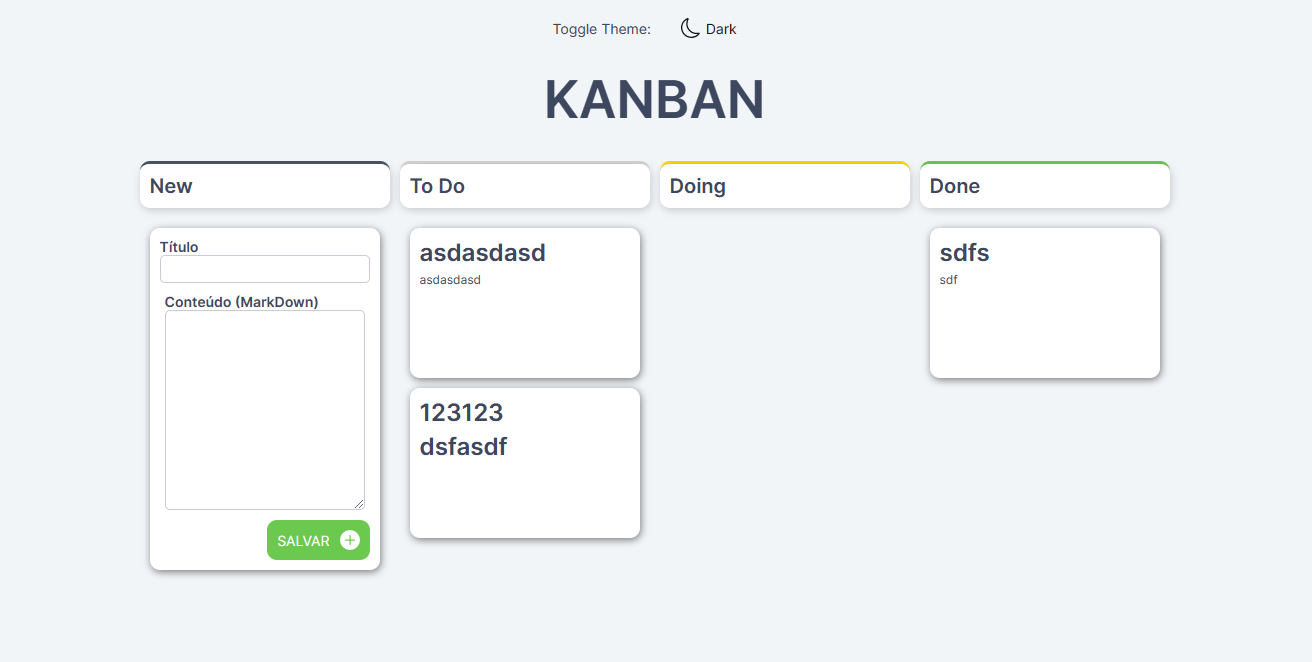 Toggle Theme: Dark
KANBAN
New
To Do
Doing
Done
Título
Conteúdo (MarkDown)
SALVAR
asdasdasd
asdasdasd
123123
dsfasdf
sdfs
sdf